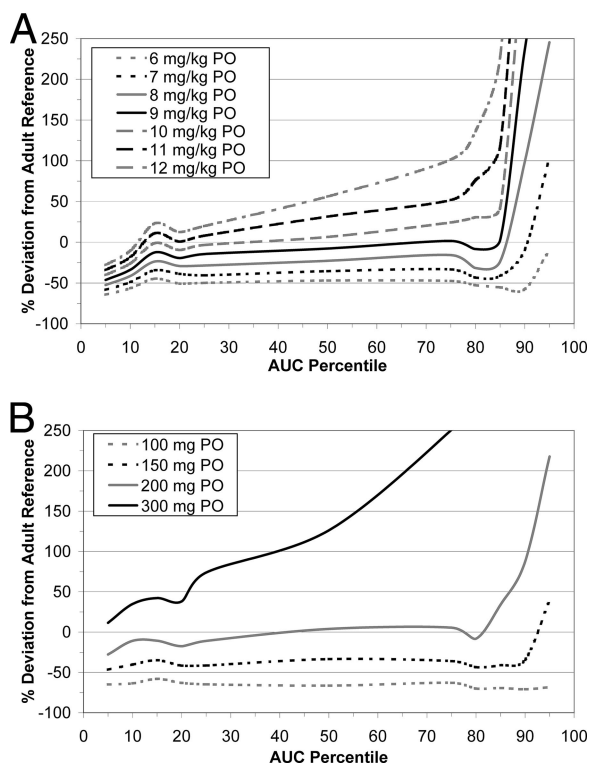 A
% Deviation from Adult Reference
250
200
150
100
50
0
-50
-100
6 mg/kg PO
7 mg/kg PO
8 mg/kg PO
9 mg/kg PO
10 mg/kg PO
11 mg/kg PO
12 mg/kg PO
0 10 20 30 40 50 60 70 80 90 100
AUC Percentile
B
% Deviation from Adult Reference
250
200
150
100
50
0
-50
-100
100 mg PO
150 mg PO
200 mg PO
300 mg PO
0 10 20 30 40 50 60 70 80 90 100
AUC Percentile